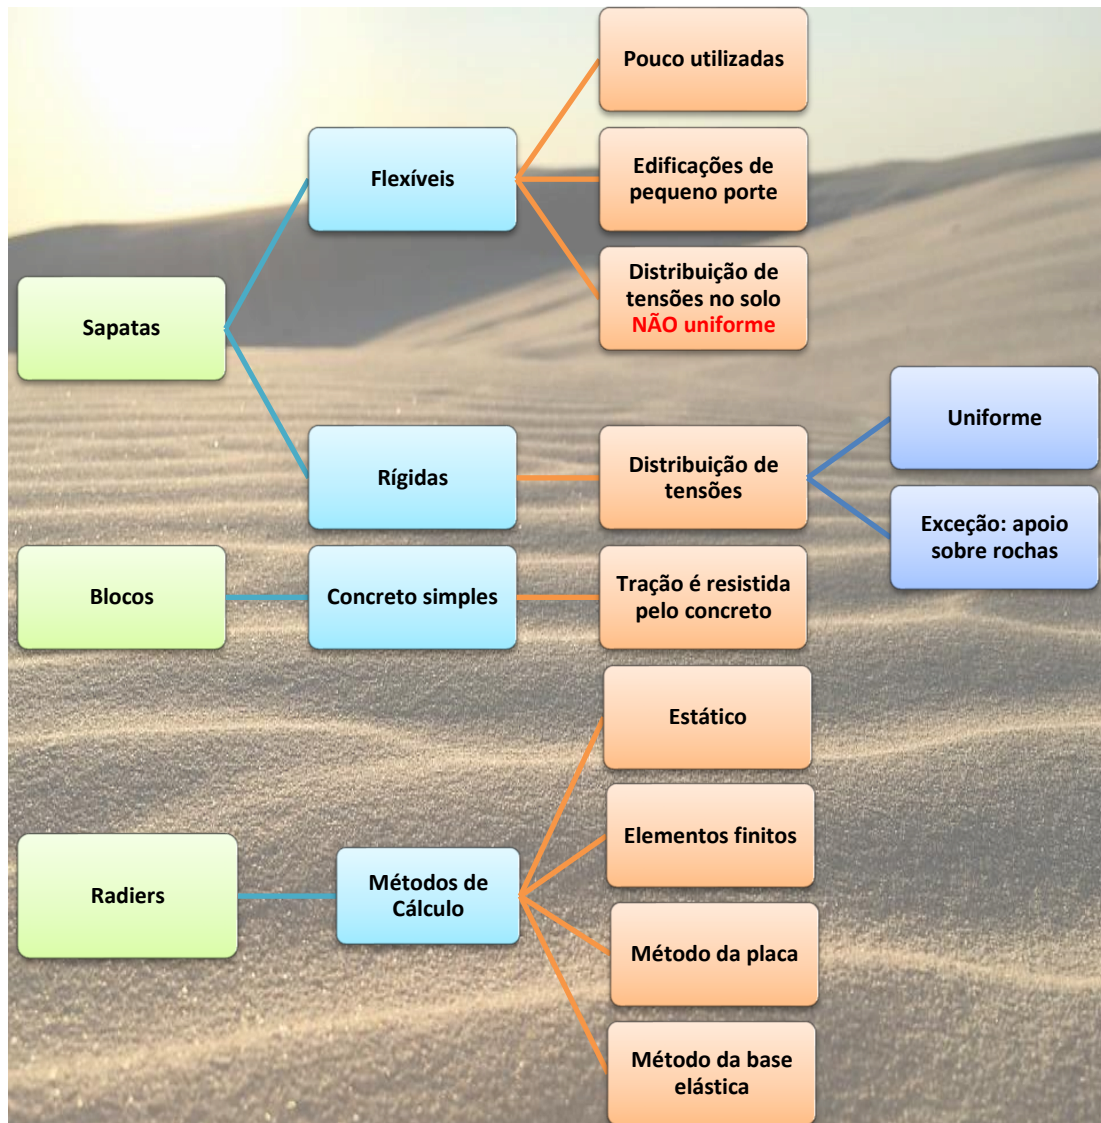 Pouco utilizadas
Flexíveis
Edificações de
pequeno porte
Distribuição de
tensões no solo
NÃO uniforme
Sapatas
Uniforme
Rígidas
Distribuição de
tensões
Exceção: apoio
sobre rochas
Blocos
Concreto simples
Tração é resistida
pelo concreto
Estático
Elementos finitos
Radiers
Métodos de
Cálculo
Método da placa
Método da base
elástica